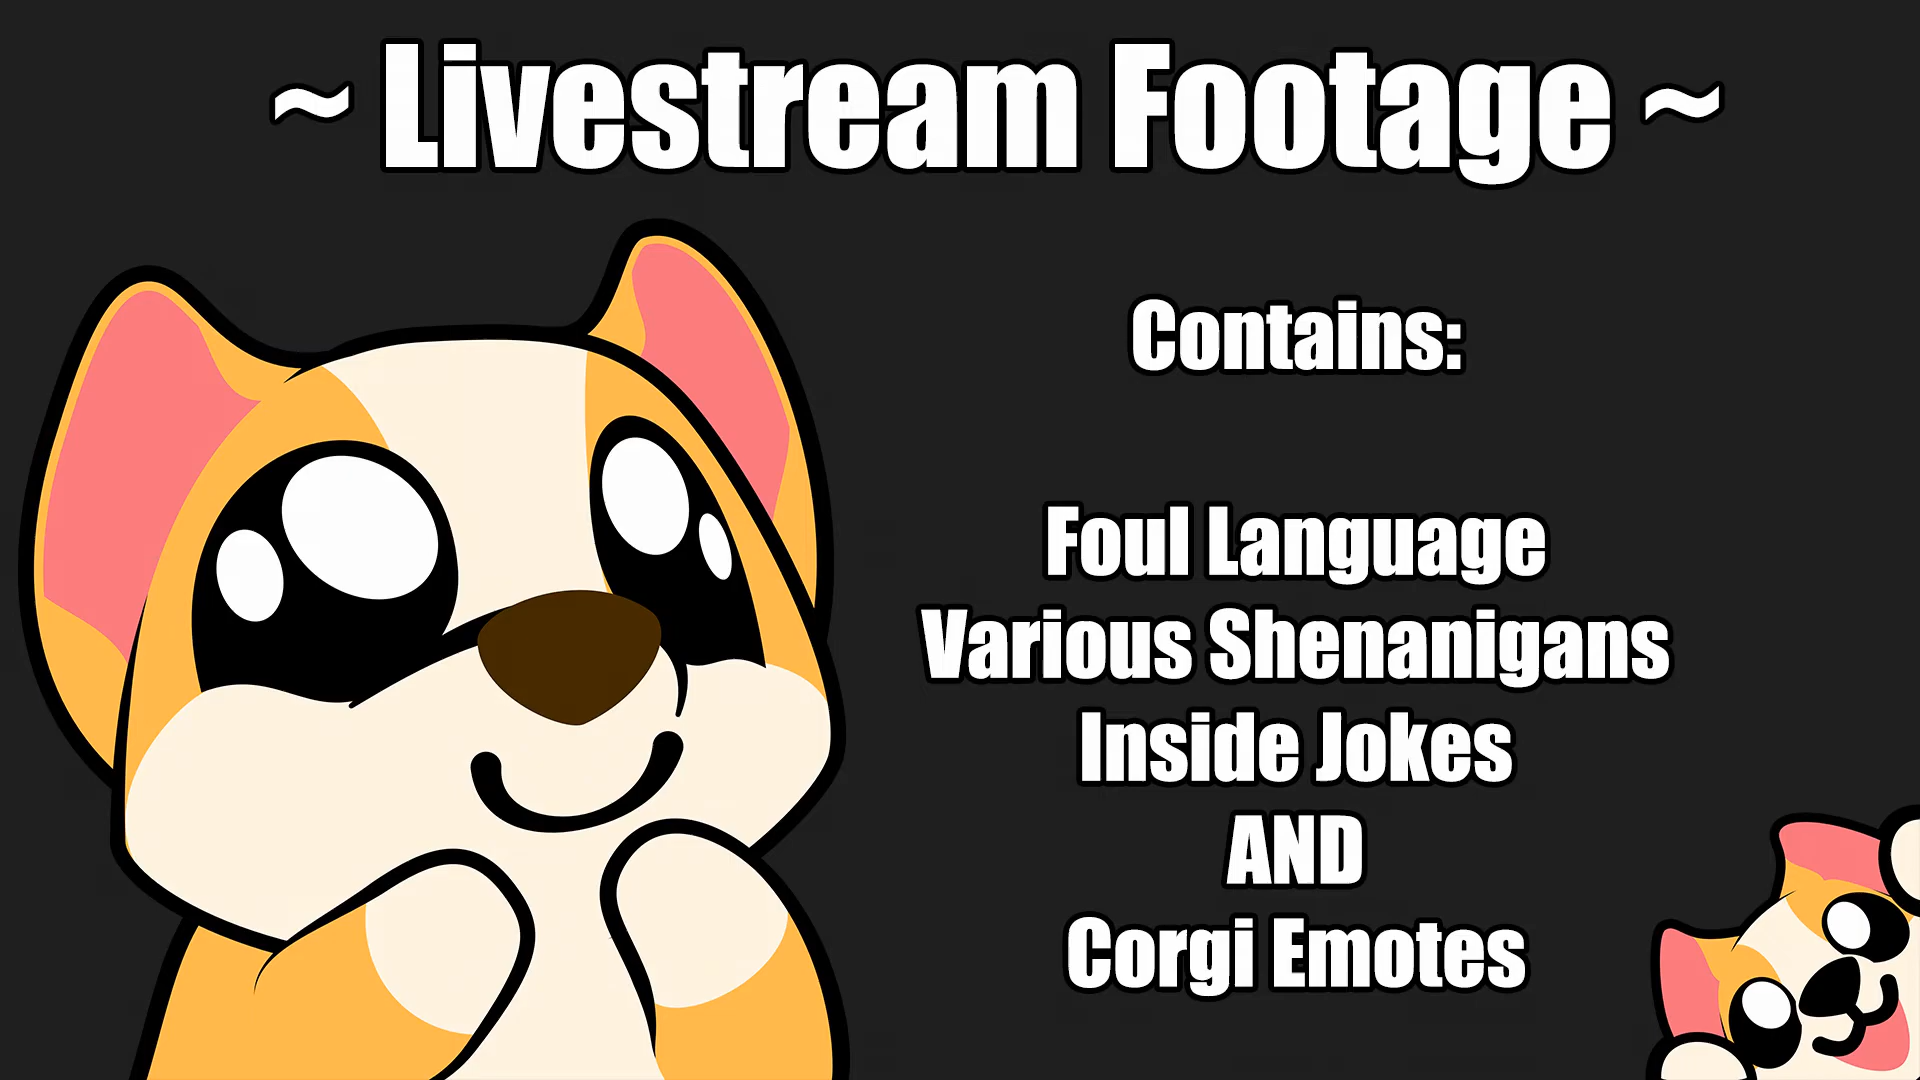 ~ Livestream Footage ~
Contains:
Foul Language
Various Shenanigans
Inside Jokes
AND
Corgi Emotes